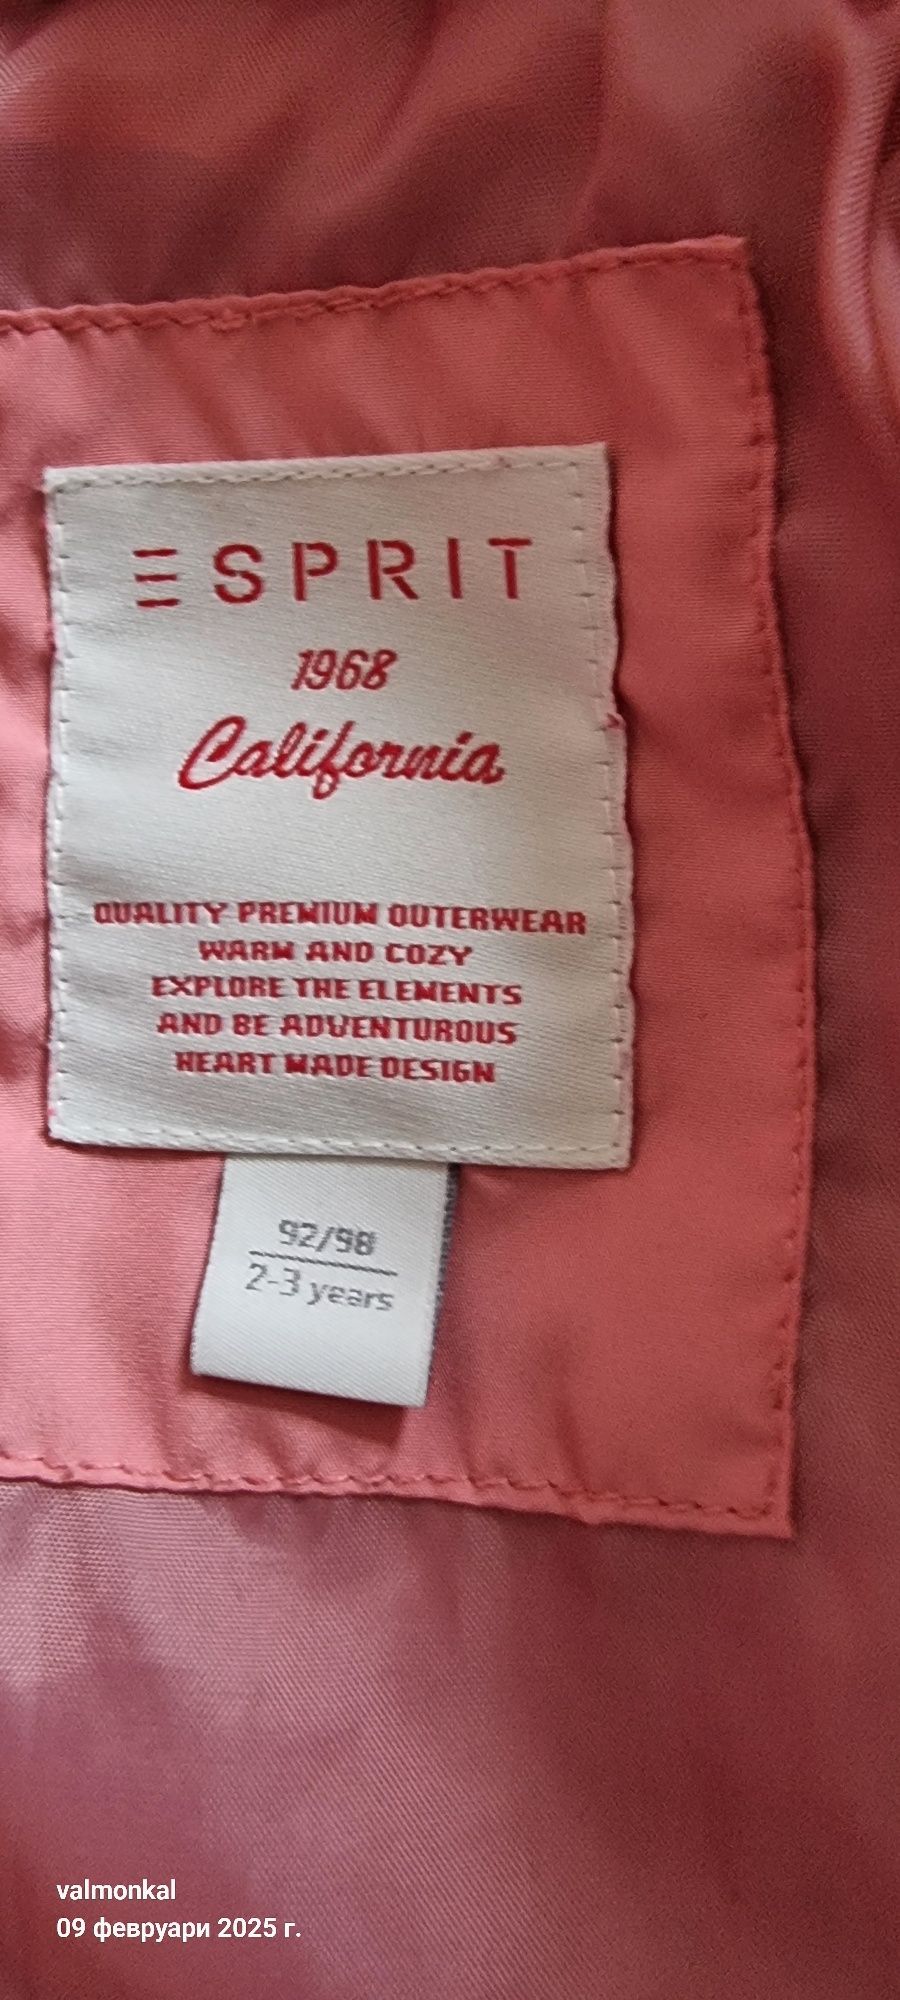 ESPRIT
1968
California
QUALITY PREMIUM OUTERWEAR
WARM AND COZY
EXPLORE THE ELEMENTS
AND BE ADVENTUROUS
HEART MADE DESIGN
92/98
2-3 years
valmonkal
09 февруари 2025 г.